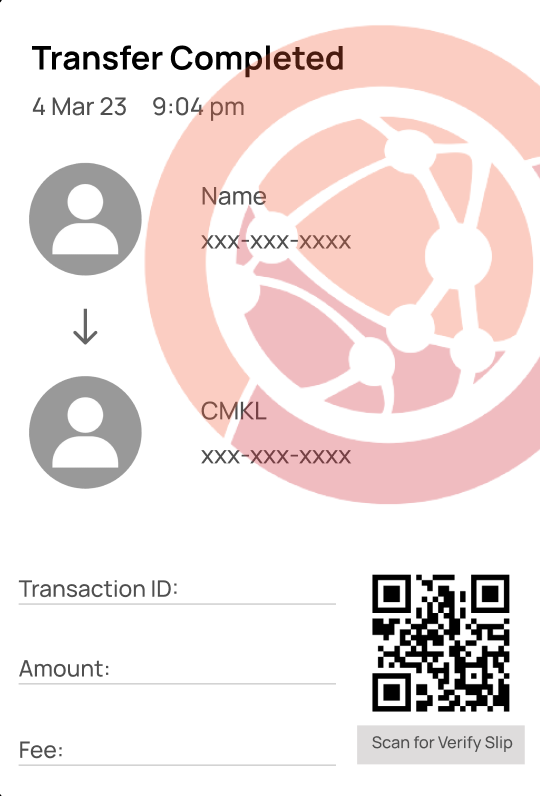 Transfer Completed
4 Mar 23 9:04 pm
Name
xxx-xxx-xxxx
CMKL
xxx-xxx-xxxx
Transaction ID:
Amount:
Fee:
Scan for Verify Slip